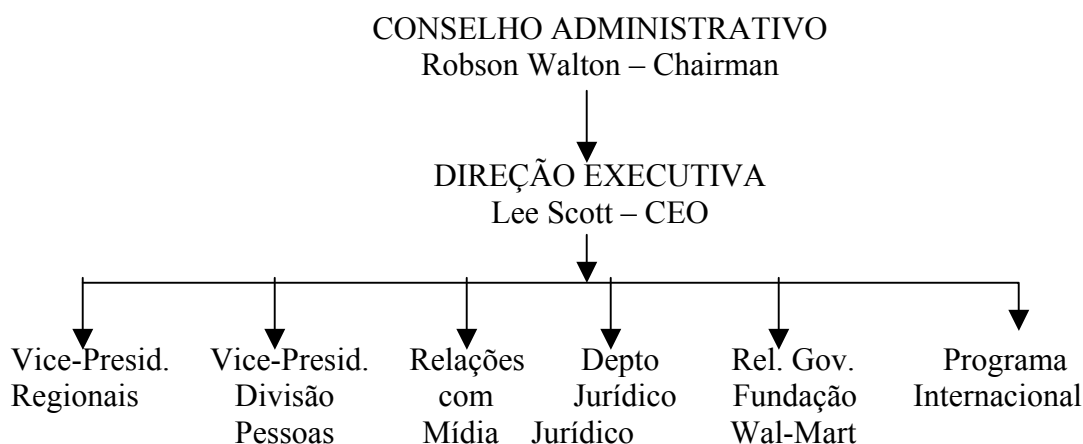 CONSELHO ADMINISTRATIVO
Robson Walton – Chairman
DIREÇÃO EXECUTIVA
Lee Scott – CEO
Vice-Presid. Vice-Presid. Relações Depto Rel. Gov. Programa
Regionais Divisão com Jurídico Fundação Internacional
Pessoas Mídia Jurídico Wal-Mart